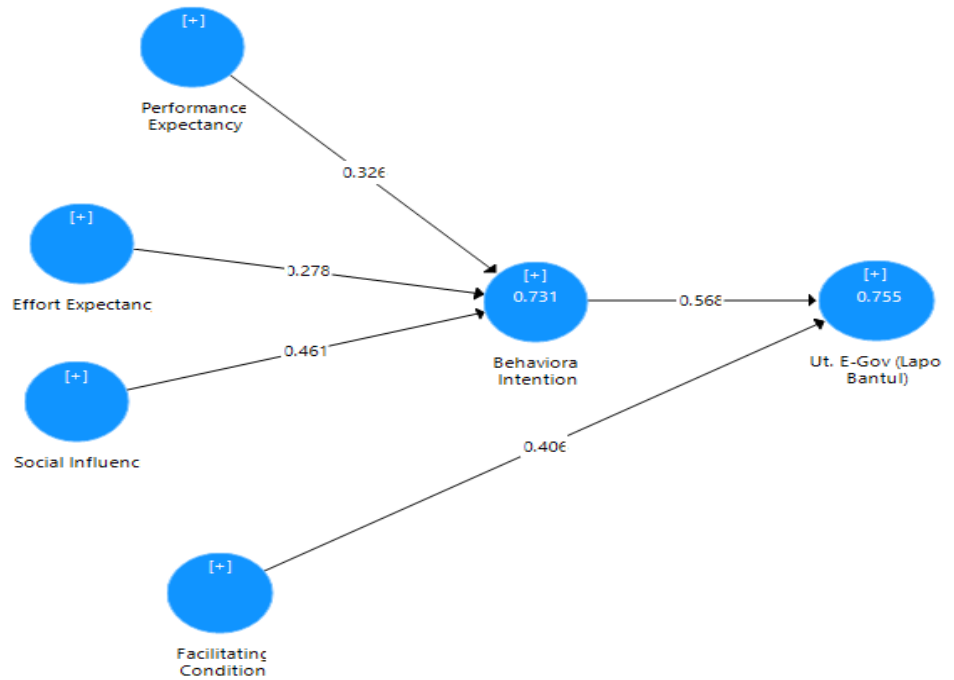 [+]
Performance
Expectancy
0.326
[+]
Effort Expectanc
0.278
[+]
0.731
Behaviora
Intention
0.568
[+]
0.755
Ut. E-Gov (Lapo
Bantul)
[+]
Social Influenc
0.461
0.406
[+]
Facilitating
Condition